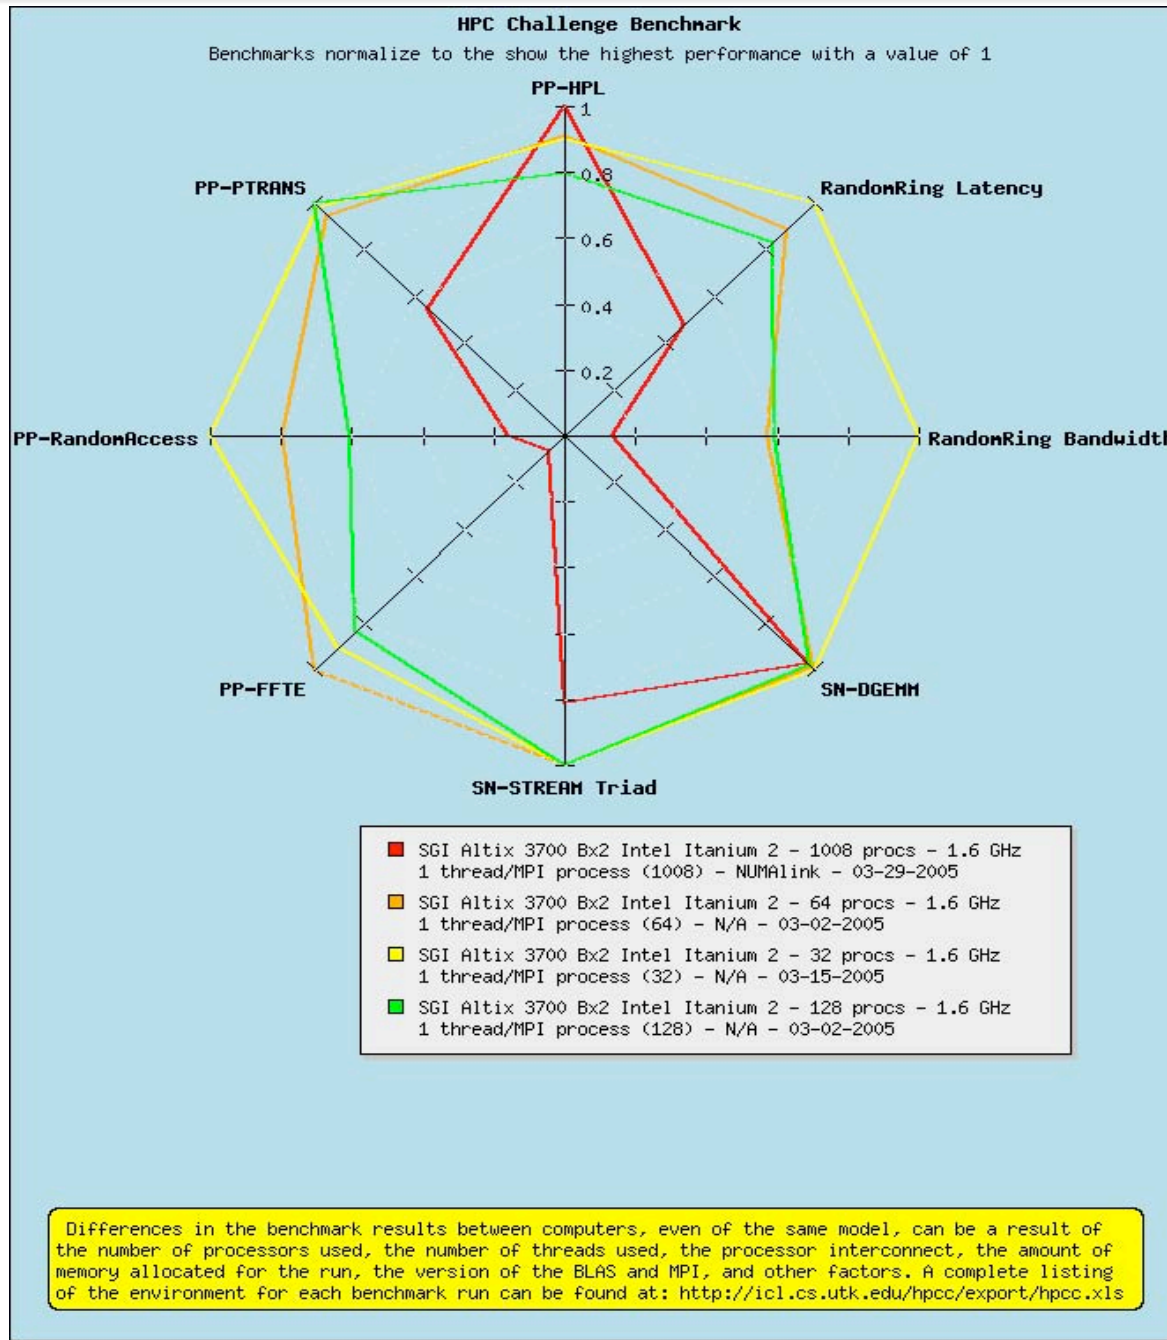 HPC Challenge Benchmark
Benchmarks normalize to the show the highest performance with a value of 1
PP-HPL
1
PP-PTRANS
0.8
RandomRing Latency
0.6
0.4
0.2
PP-RandomAccess
RandomRing Bandwidth
PP-FFTE
SN-DGEMM
SN-STREAM Triad
SGI Altix 3700 Bx2 Intel Itanium 2 - 1008 procs - 1.6 GHz
1 thread/MPI process (1008) - NUMAlink - 03-29-2005
SGI Altix 3700 Bx2 Intel Itanium 2 - 64 procs - 1.6 GHz
1 thread/MPI process (64) - N/A - 03-02-2005
SGI Altix 3700 Bx2 Intel Itanium 2 - 32 procs - 1.6 GHz
1 thread/MPI process (32) - N/A - 03-15-2005
SGI Altix 3700 Bx2 Intel Itanium 2 - 128 procs - 1.6 GHz
1 thread/MPI process (128) - N/A - 03-02-2005
Differences in the benchmark results between computers, even of the same model, can be a result of
the number of processors used, the number of threads used, the processor interconnect, the amount of
memory allocated for the run, the version of the BLAS and MPI, and other factors. A complete listing
of the environment for each benchmark run can be found at: http://icl.cs.utk.edu/hpcc/export/hpcc.xls